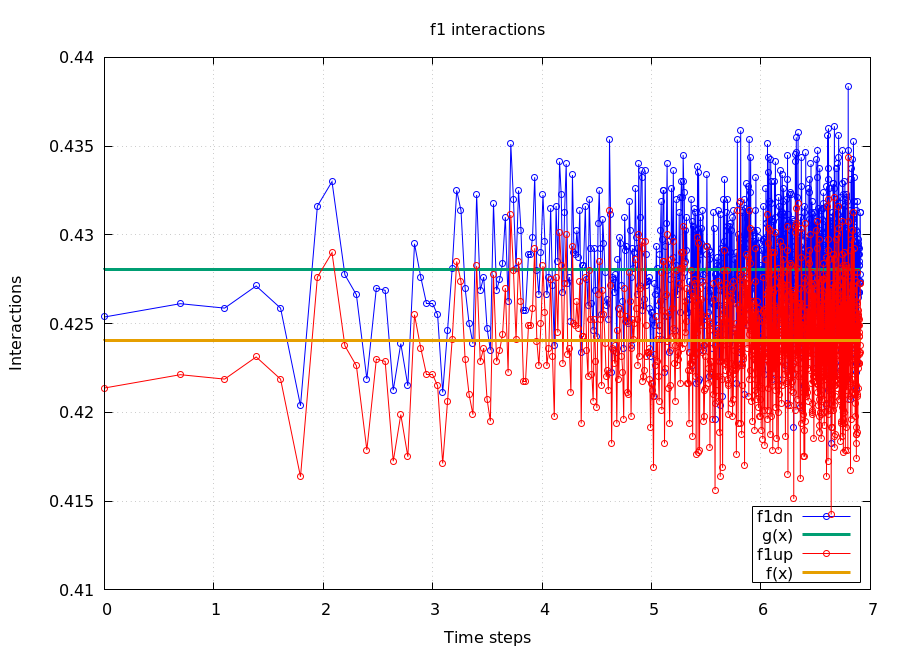 f1 interactions
0.44
0.435
0.43
0.425
0.42
0.415
0.41
Interactions
0 1 2 3 4 5 6 7
Time steps
f1dn
g(x)
f1up
f(x)